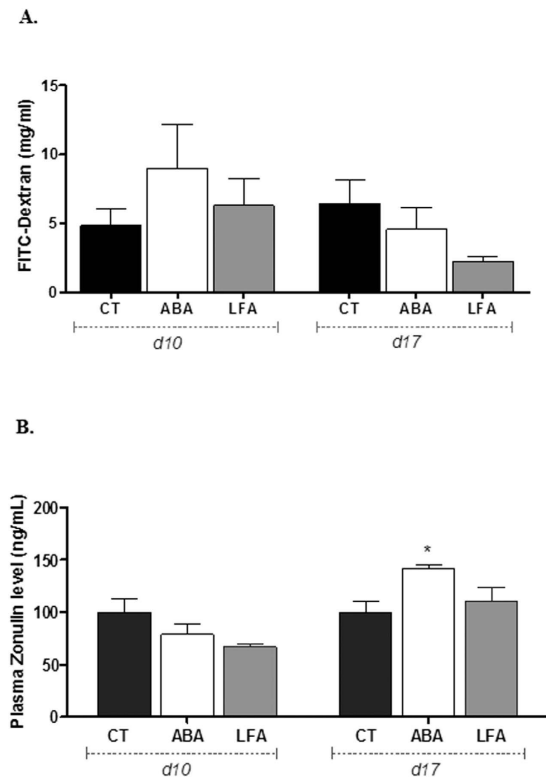 A.
FITC-Dextran (mg/ml)
15
10
5
0
CT ABA LFA CT ABA LFA
d10 d17
B.
Plasma Zonulin level (ng/mL)
200
150
100
50
0
*
CT ABA LFA CT ABA LFA
d10 d17